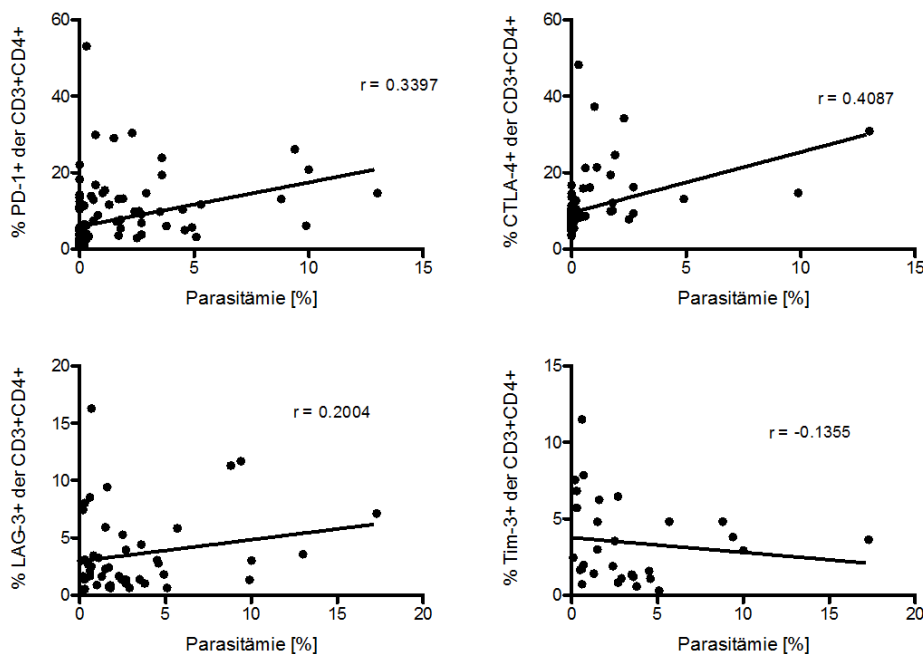 60
40
20
0
0
5
10
15
% PD-1+ der CD3+CD4+
Parasitämie [%]
r = 0.3397
60
40
20
0
0
5
10
15
% CTLA-4+ der CD3+CD4+
Parasitämie [%]
r = 0.4087
20
15
10
5
0
0
5
10
15
20
% LAG-3+ der CD3+CD4+
Parasitämie [%]
r = 0.2004
15
10
5
0
0
5
10
15
20
% Tim-3+ der CD3+CD4+
Parasitämie [%]
r = -0.1355